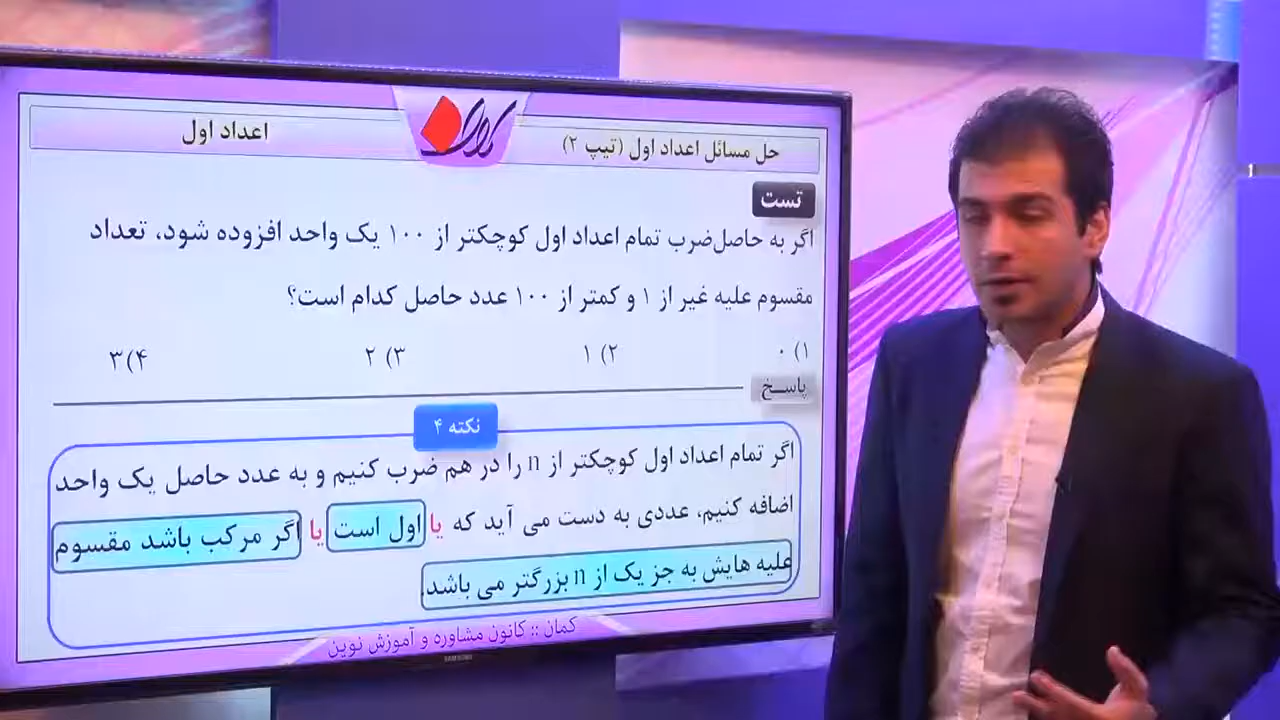 حل مسائل اعداد اول (تیپ ۲)
اعداد اول
تست
اگر به حاصل‌ضرب تمام اعداد اول کوچکتر از ۱۰۰ یک واحد افزوده شود، تعداد
مقسوم علیه غیر از ۱ و کمتر از ۱۰۰ عدد حاصل کدام است؟
۱) ۰ ۲) ۱ ۳) ۲ ۴) ۳
پاسخ
نکته ۴
اگر تمام اعداد اول کوچکتر از n را در هم ضرب کنیم و به عدد حاصل یک واحد
اضافه کنیم، عددی به دست می آید که یا اول است یا اگر مرکب باشد مقسوم
علیه هایش به جز یک از n بزرگتر می باشد.
کمان :: کانون مشاوره و آموزش نوین
SAMSUNG